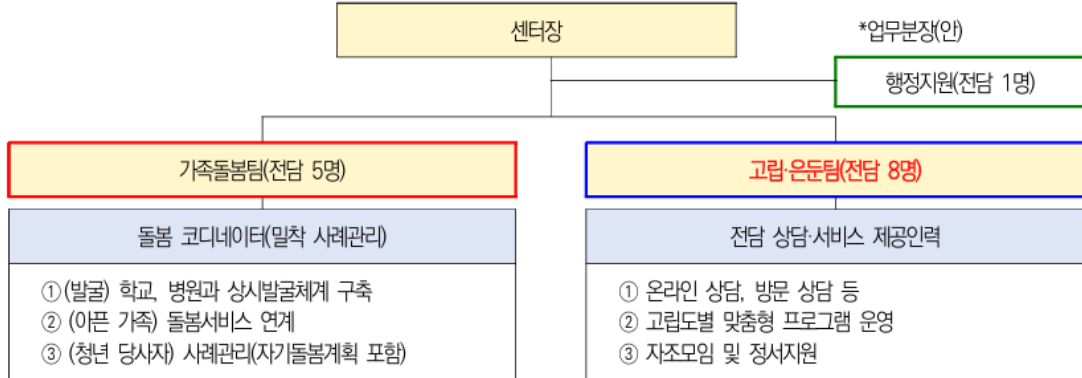 센터장
*업무분장(안)
행정지원(전담 1명)
가족돌봄팀(전담 5명)
고립·은둔팀(전담 8명)
돌봄 코디네이터(밀착 사례관리)
① (발굴) 학교, 병원과 상시발굴체계 구축
② (아픈 가족) 돌봄서비스 연계
③ (청년 당사자) 사례관리(자기돌봄계획 포함)
전담 상담·서비스 제공인력
① 온라인 상담, 방문 상담 등
② 고립도별 맞춤형 프로그램 운영
③ 자조모임 및 정서지원